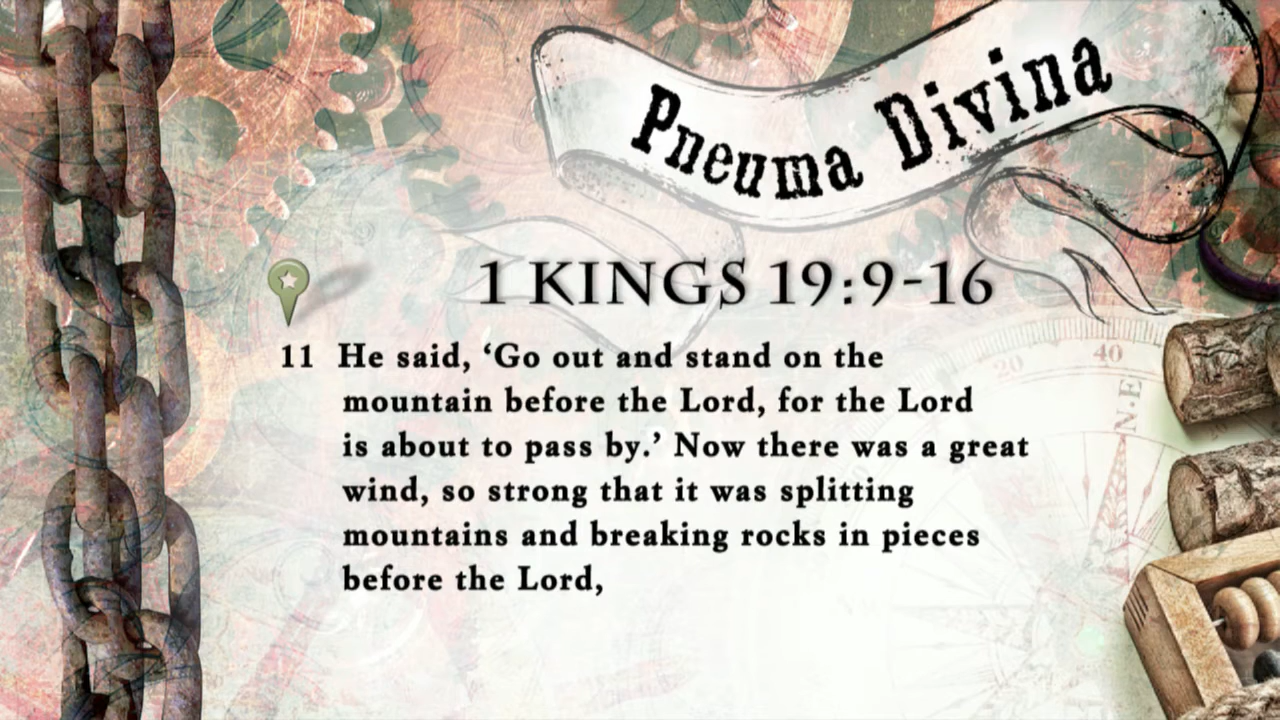 Pneuma Divina
1 KINGS 19:9-16
11 He said, ‘Go out and stand on the
mountain before the Lord, for the Lord
is about to pass by.’ Now there was a great
wind, so strong that it was splitting
mountains and breaking rocks in pieces
before the Lord,
20
40
N.E